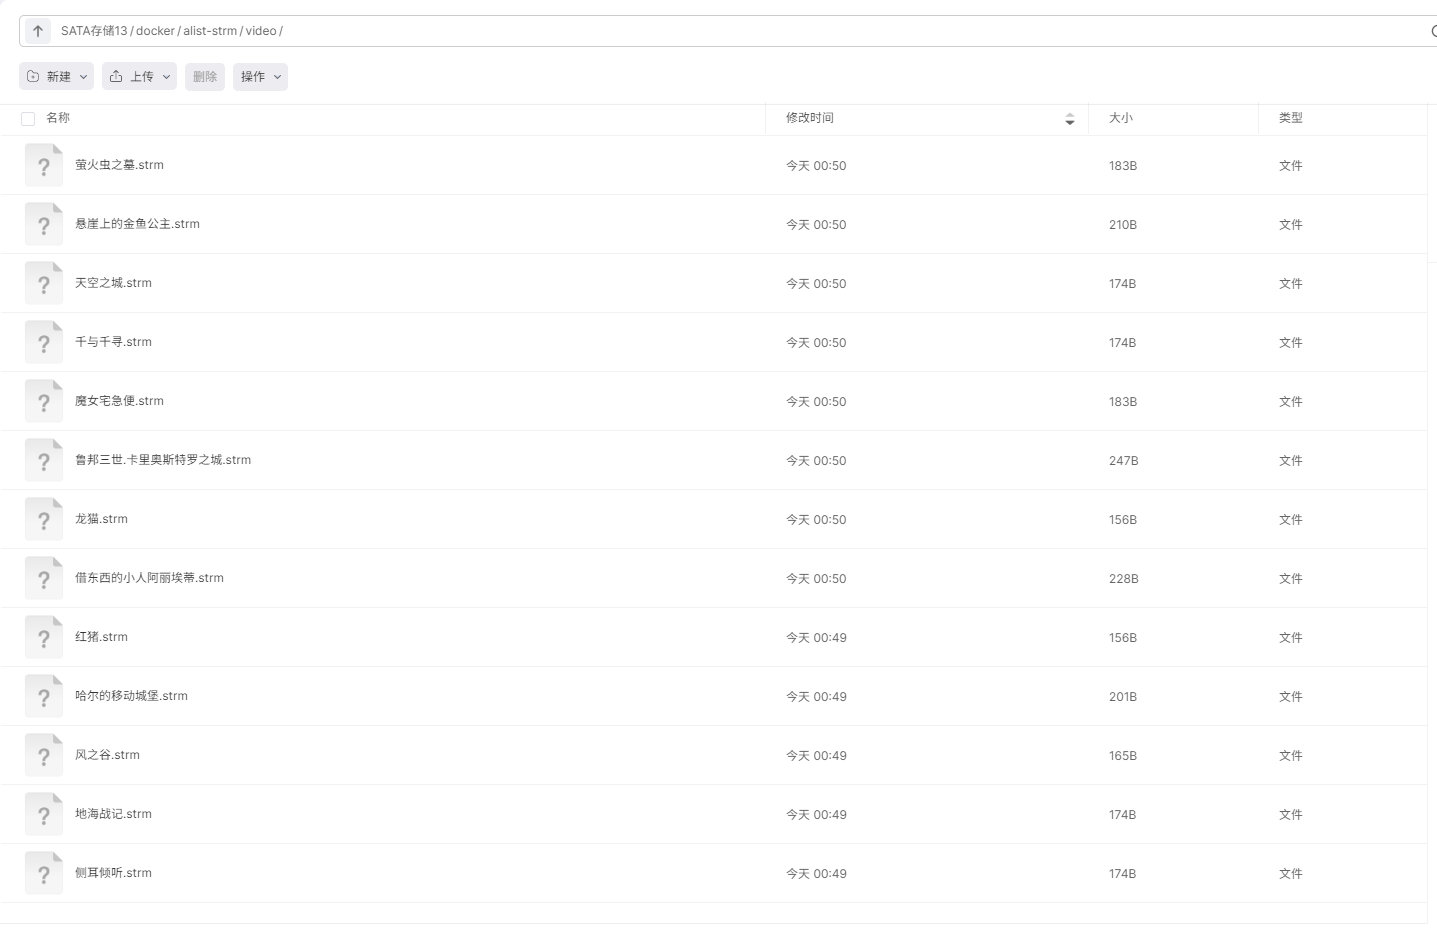 SATA存储13 / docker / alist-strm / video /
新建 上传 删除 操作
名称 修改时间 大小 类型
萤火虫之墓.strm 今天 00:50 183B 文件
悬崖上的金鱼公主.strm 今天 00:50 210B 文件
天空之城.strm 今天 00:50 174B 文件
千与千寻.strm 今天 00:50 174B 文件
魔女宅急便.strm 今天 00:50 183B 文件
鲁邦三世.卡里奥斯特罗之城.strm 今天 00:50 247B 文件
龙猫.strm 今天 00:50 156B 文件
借东西的小人阿丽埃蒂.strm 今天 00:50 228B 文件
红猪.strm 今天 00:49 156B 文件
哈尔的移动城堡.strm 今天 00:49 201B 文件
风之谷.strm 今天 00:49 165B 文件
地海战记.strm 今天 00:49 174B 文件
侧耳倾听.strm 今天 00:49 174B 文件